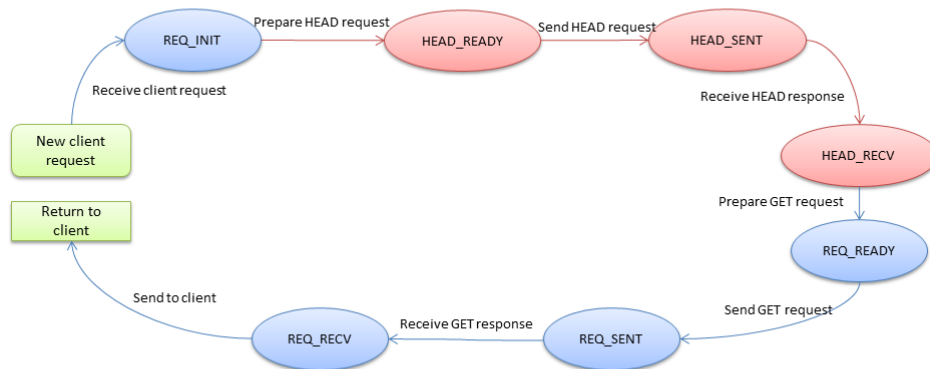 Prepare HEAD request
REQ_INIT
HEAD_READY
Send HEAD request
HEAD_SENT
Receive client request
Receive HEAD response
New client
request
HEAD_RECV
Prepare GET request
Return to
client
REQ_READY
Send to client
Send GET request
Receive GET response
REQ_RECV
REQ_SENT